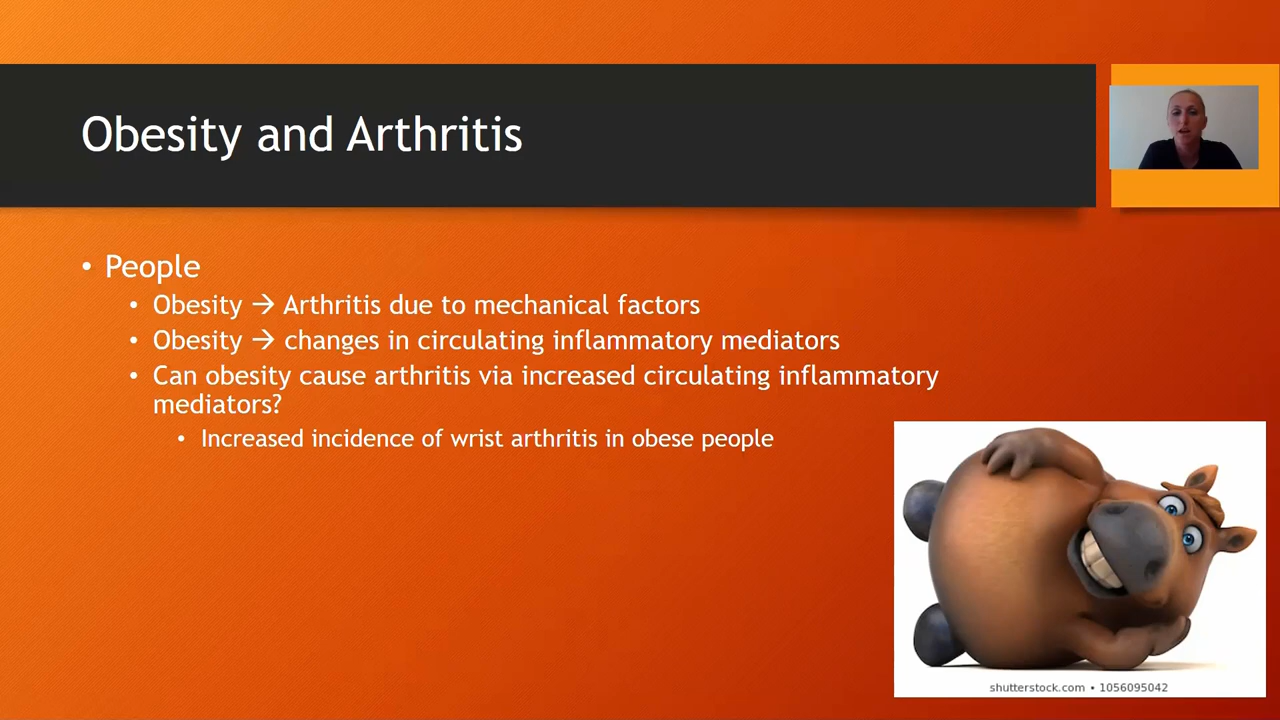 Obesity and Arthritis
• People
• Obesity → Arthritis due to mechanical factors
• Obesity → changes in circulating inflammatory mediators
• Can obesity cause arthritis via increased circulating inflammatory
mediators?
• Increased incidence of wrist arthritis in obese people
shutterstock.com • 1056095042